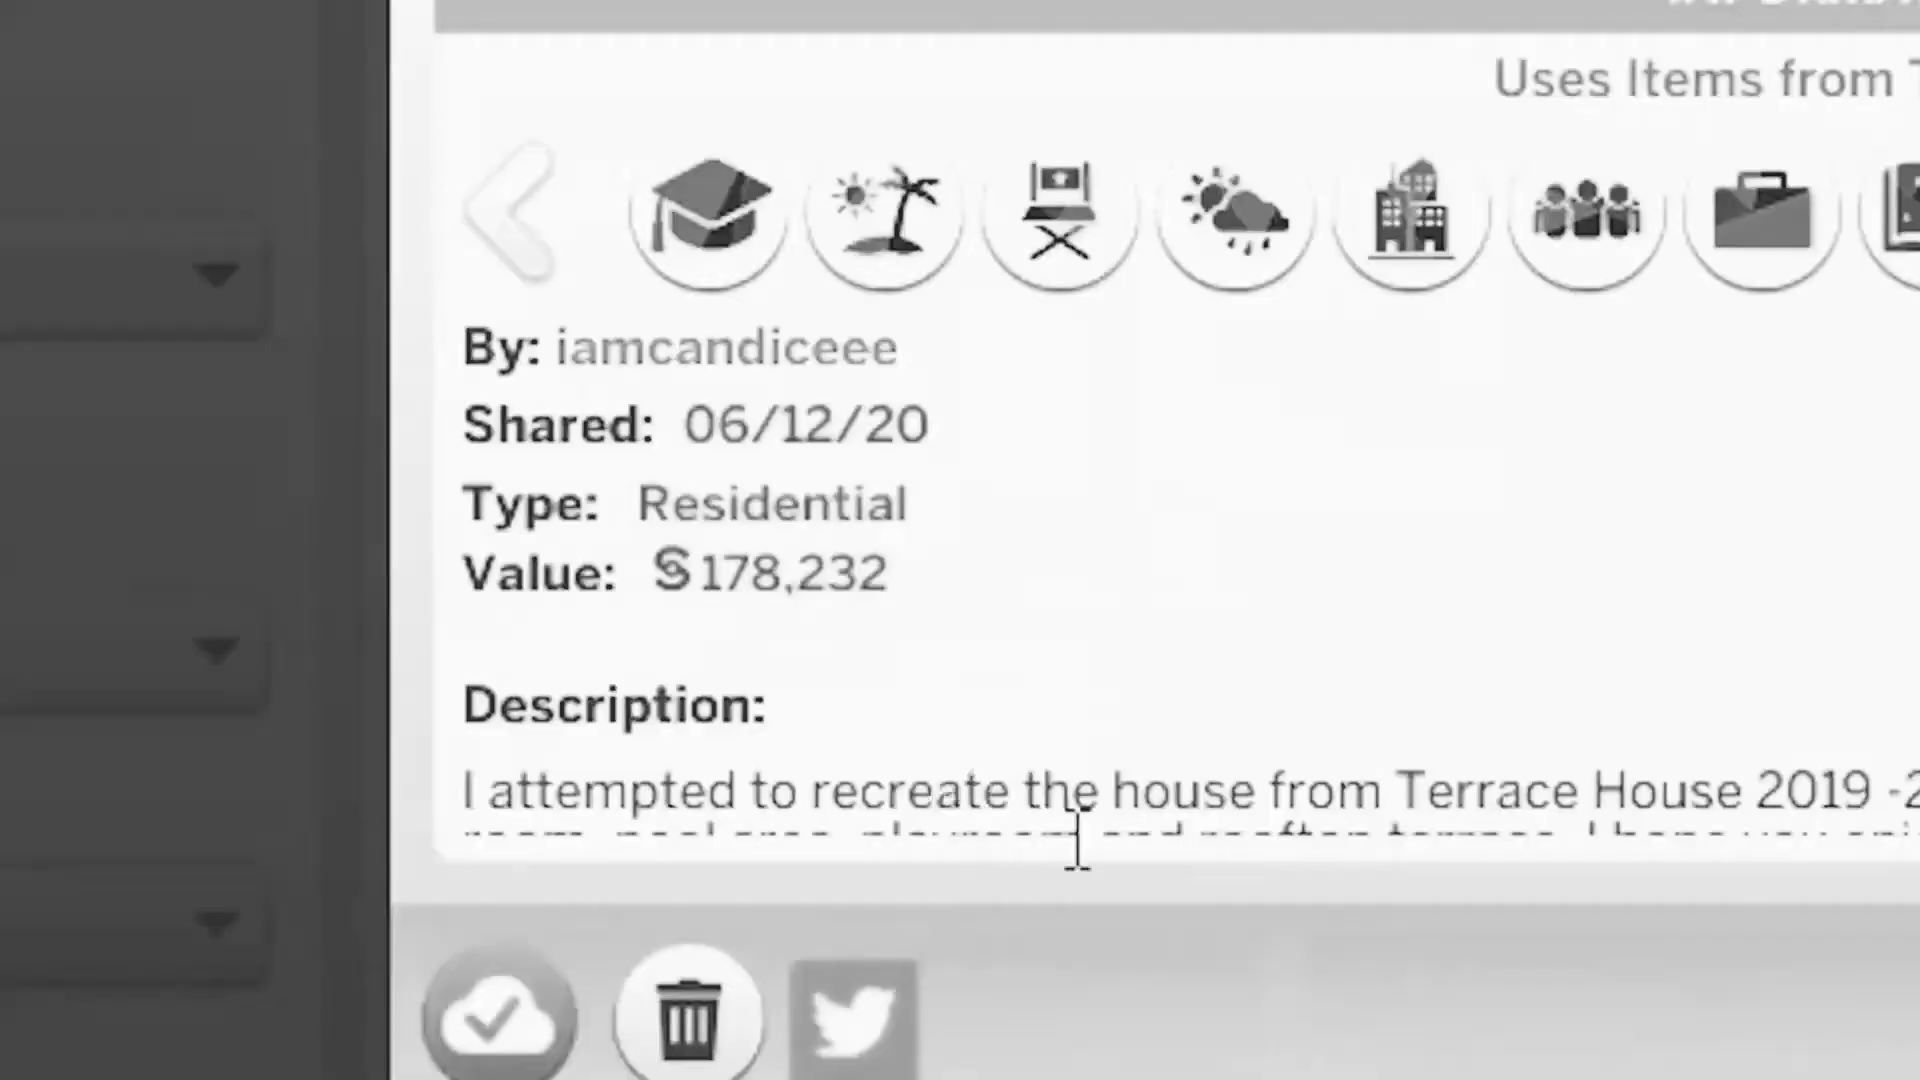 Uses Items from
By: iamcandiceee
Shared: 06/12/20
Type: Residential
Value: §178,232
Description:
I attempted to recreate the house from Terrace House 2019 -2